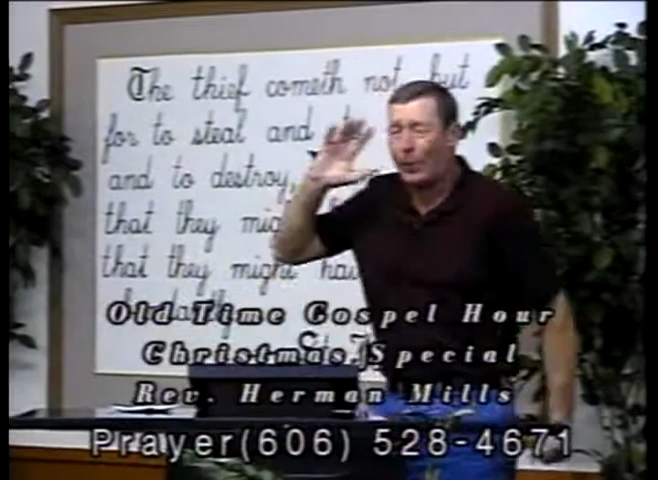 The thief cometh not, but
for to steal and
and to destroy,
that they
that they might
Old Time Gospel Hour
Christmas Special
Rev. Herman Mills
Prayer (606) 528-4671